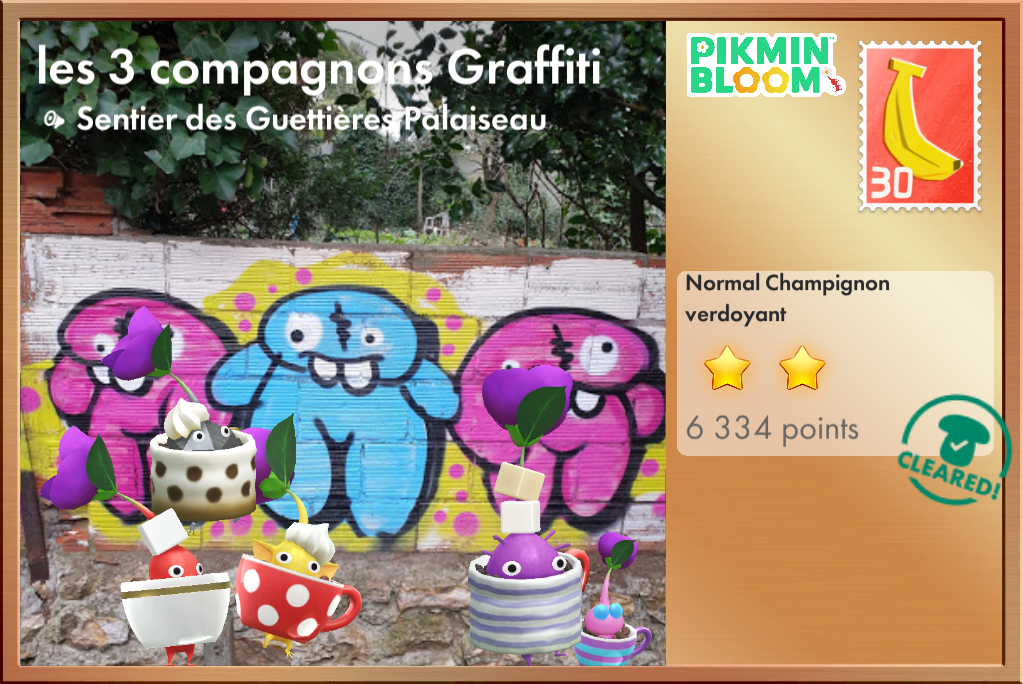 les 3 compagnons Graffiti
Sentier des Guettières Palaiseau
PIKMIN
BLOOM
30
Normal Champignon
verdoyant
6 334 points
CLEARED!